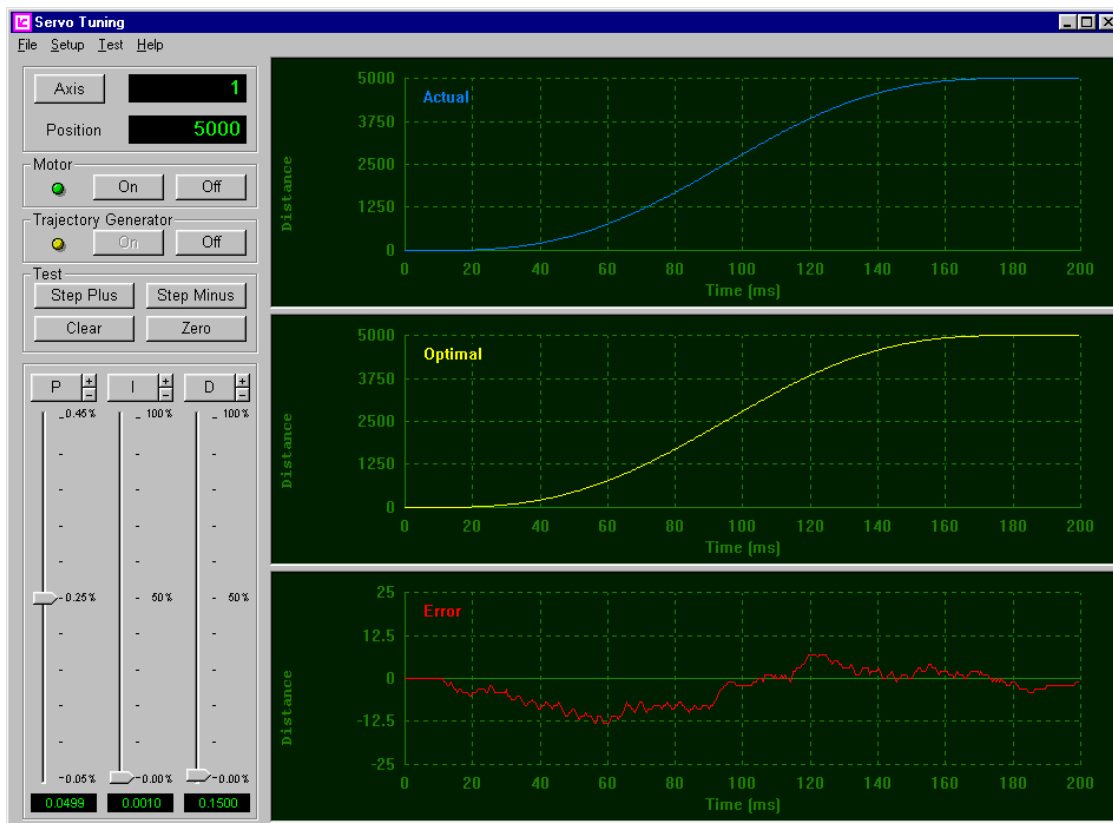 Servo Tuning
File Setup Test Help
Axis 1
Position 5000
Motor
On Off
Trajectory Generator
On Off
Test
Step Plus Step Minus
Clear Zero
P + - I + - D + -
0.45% 100% 100%
0.25% 50% 50%
0.05% 0.00% 0.00%
0.0499 0.0010 0.1500
Actual
Distance
5000
3750
2500
1250
0
0 20 40 60 80 100 120 140 160 180 200
Time (ms)
Optimal
Distance
5000
3750
2500
1250
0
0 20 40 60 80 100 120 140 160 180 200
Time (ms)
Error
Distance
25
12.5
0
-12.5
-25
0 20 40 60 80 100 120 140 160 180 200
Time (ms)